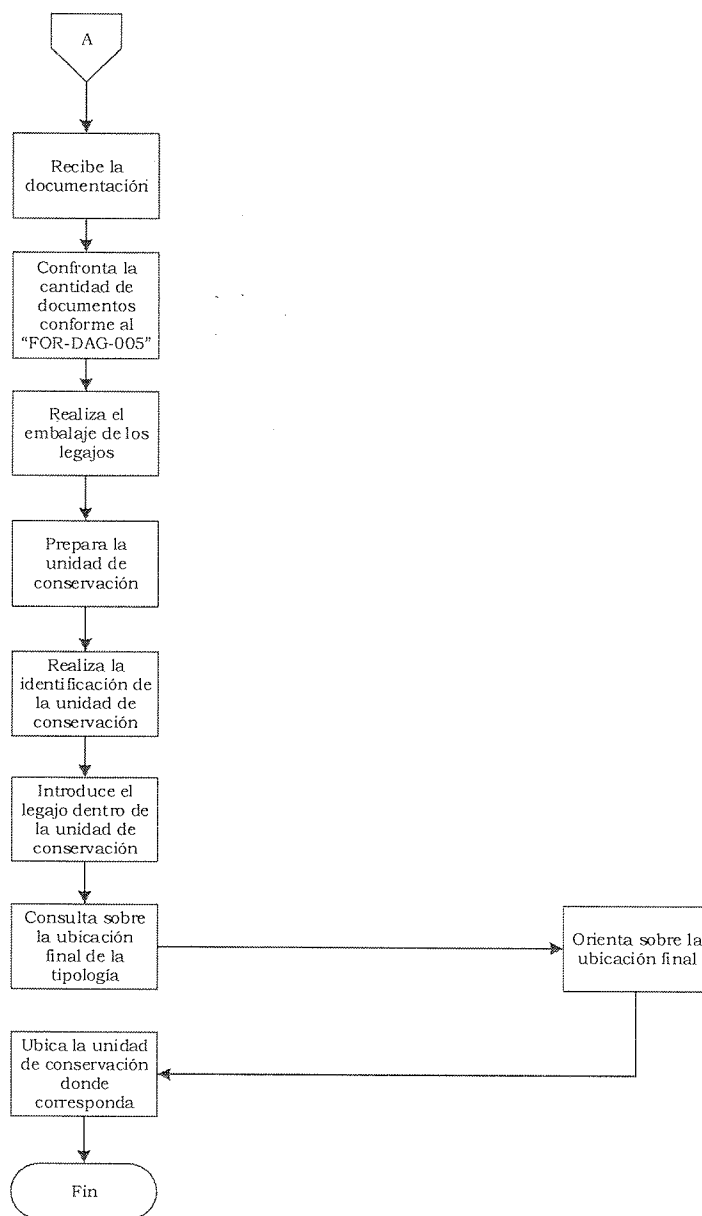 A
Recibe la
documentación
Confronta la
cantidad de
documentos
conforme al
“FOR-DAG-005”
Realiza el
embalaje de los
legajos
Prepara la
unidad de
conservación
Realiza la
identificación de
la unidad de
conservación
Introduce el
legajo dentro de
la unidad de
conservación
Consulta sobre
la ubicación
final de la
tipología
Orienta sobre la
ubicación final
Ubica la unidad
de conservación
donde
corresponda
Fin